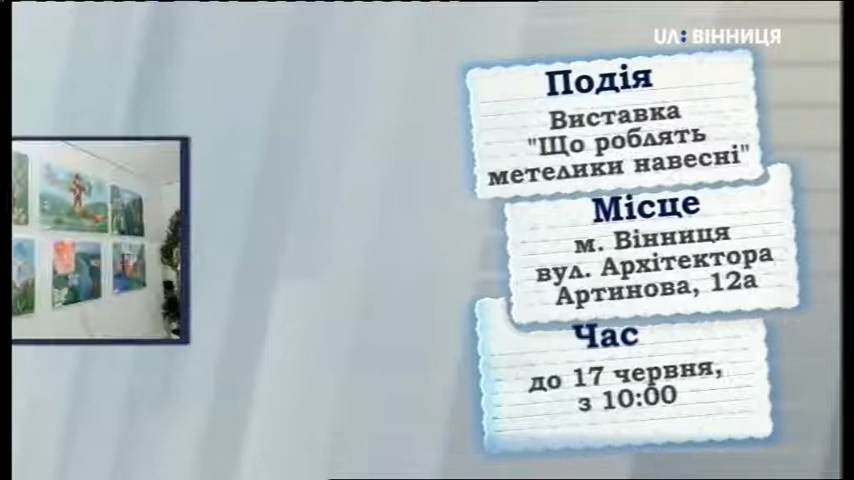 UA: ВІННИЦЯ
Подія
Виставка
"Що роблять
метелики навесні"
Місце
м. Вінниця
вул. Архітектора
Артинова, 12а
Час
до 17 червня,
з 10:00